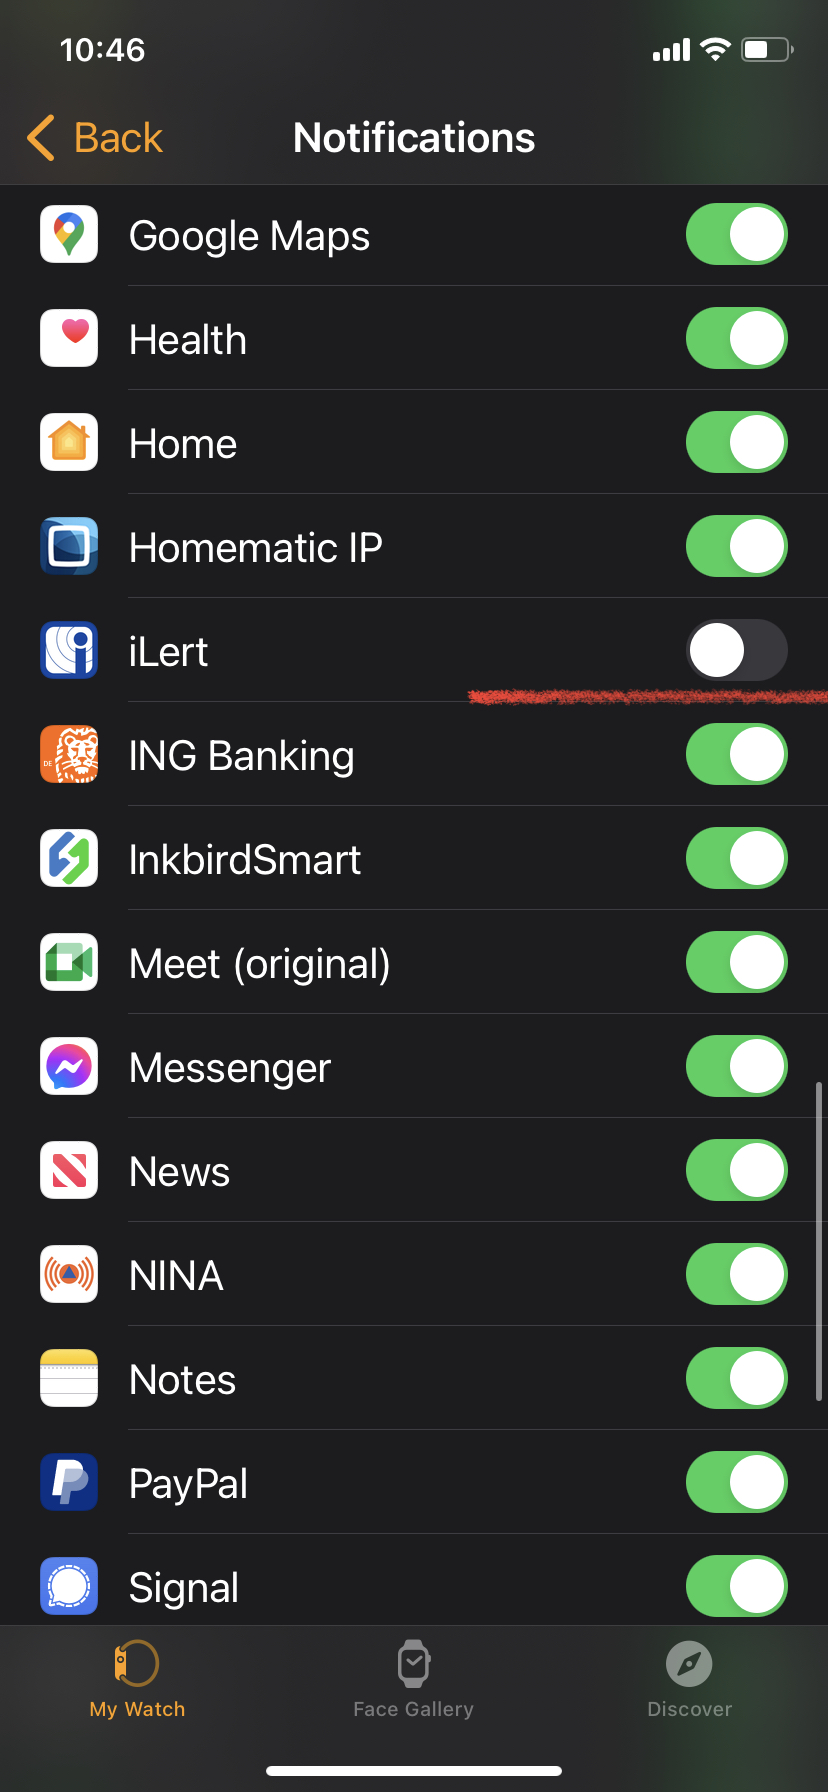 10:46
Back
Notifications
Google Maps
Health
Home
Homematic IP
iLert
DE
ING Banking
InkbirdSmart
Meet (original)
Messenger
News
NINA
Notes
PayPal
Signal
My Watch
Face Gallery
Discover